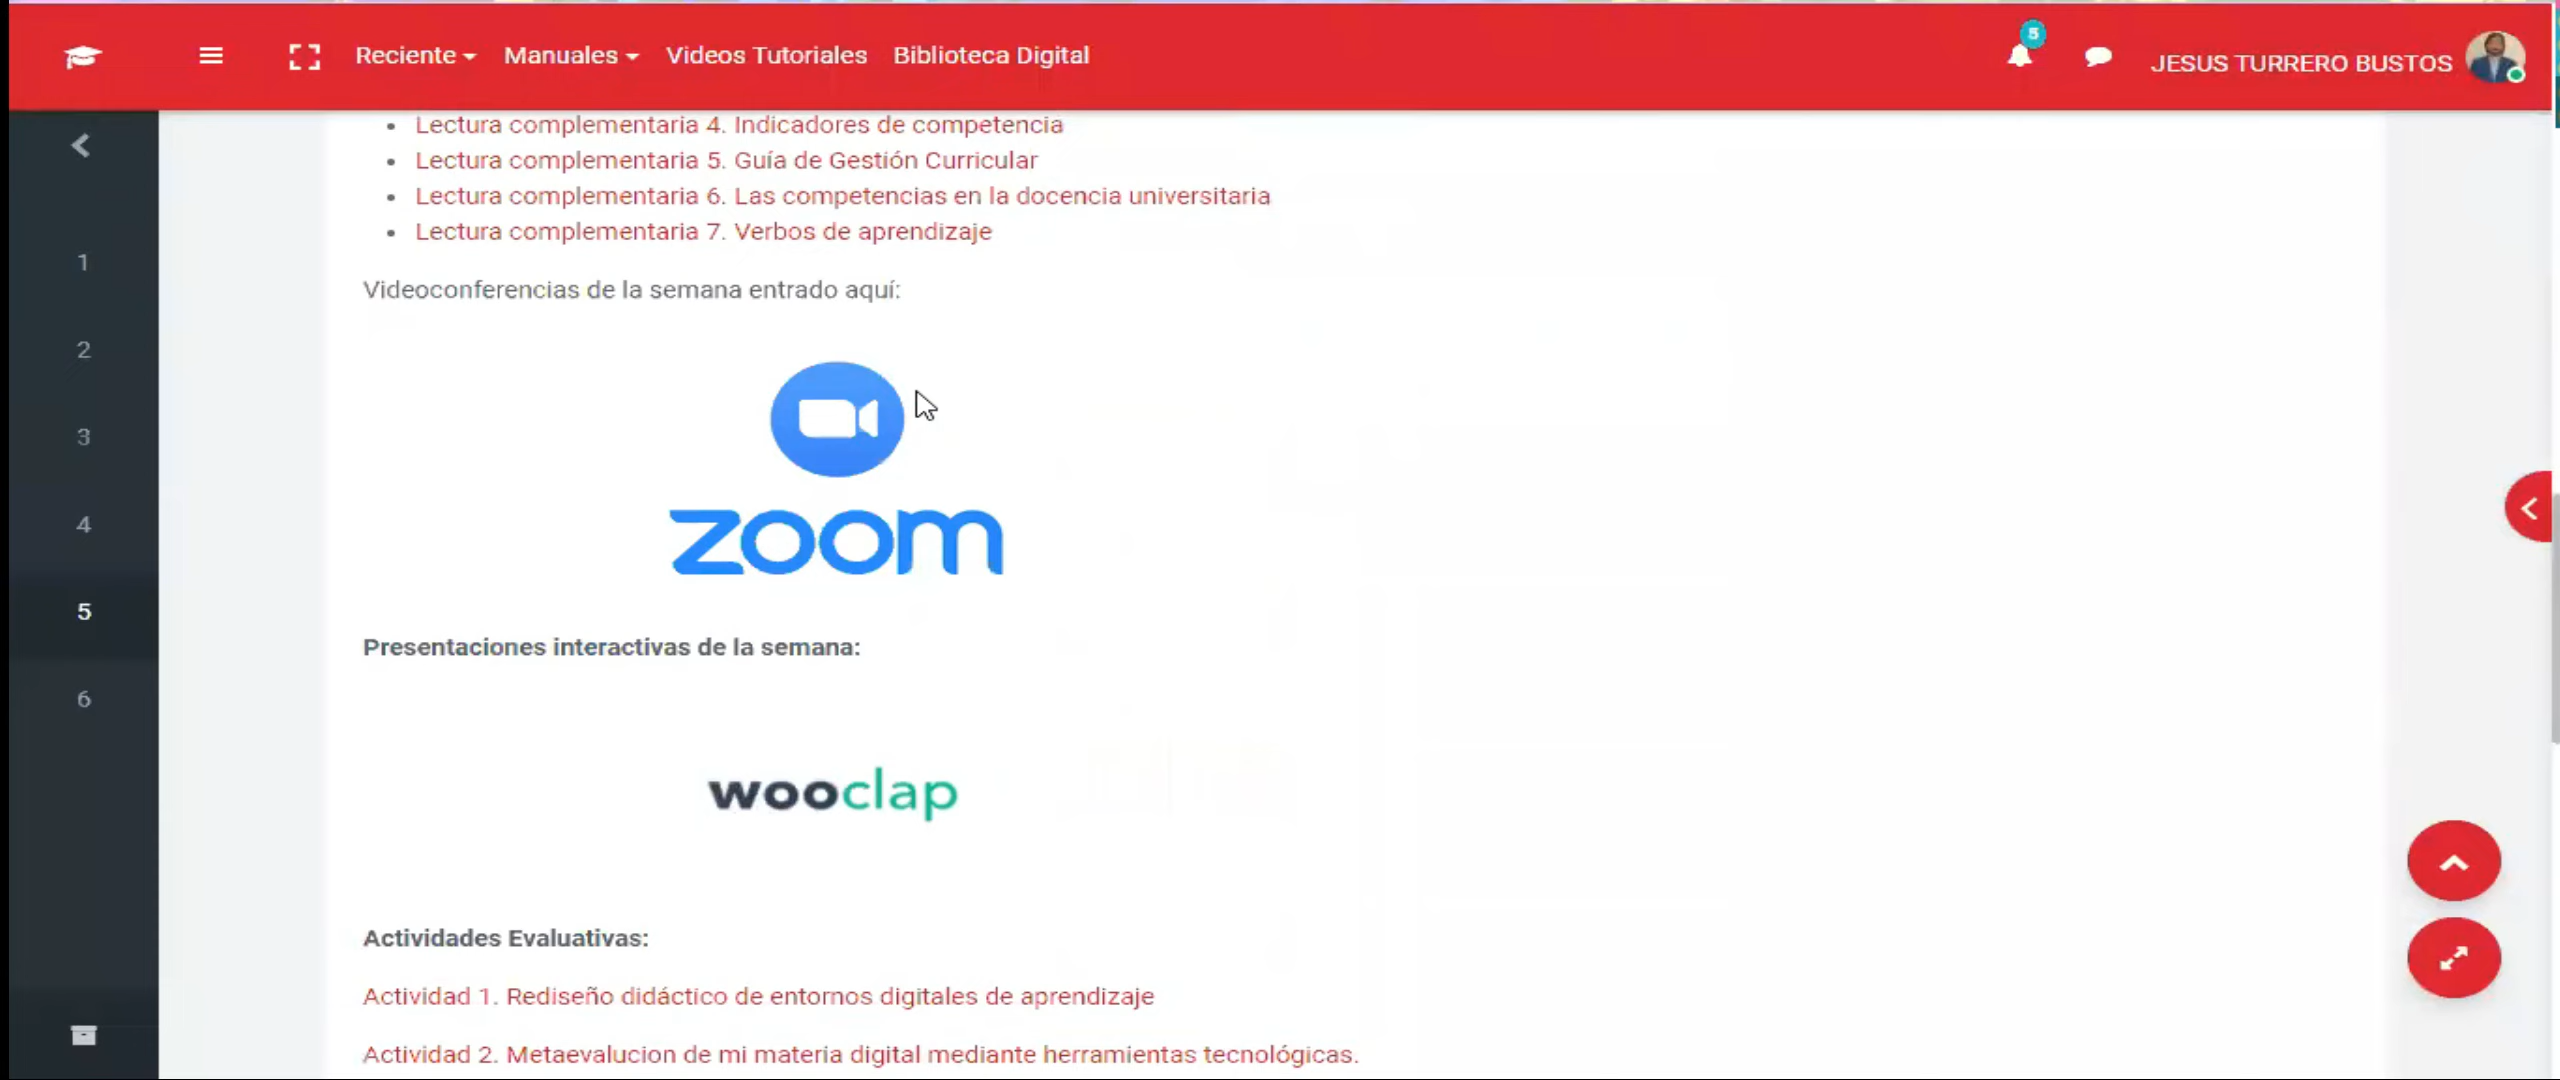 Reciente Manuales Videos Tutoriales Biblioteca Digital 5 JESUS TURRERO BUSTOS
Lectura complementaria 4. Indicadores de competencia
Lectura complementaria 5. Guía de Gestión Curricular
Lectura complementaria 6. Las competencias en la docencia universitaria
Lectura complementaria 7. Verbos de aprendizaje
Videoconferencias de la semana entrado aquí:
zoom
Presentaciones interactivas de la semana:
wooclap
Actividades Evaluativas:
Actividad 1. Rediseño didáctico de entornos digitales de aprendizaje
Actividad 2. Metaevalucion de mi materia digital mediante herramientas tecnológicas.
1
2
3
4
5
6